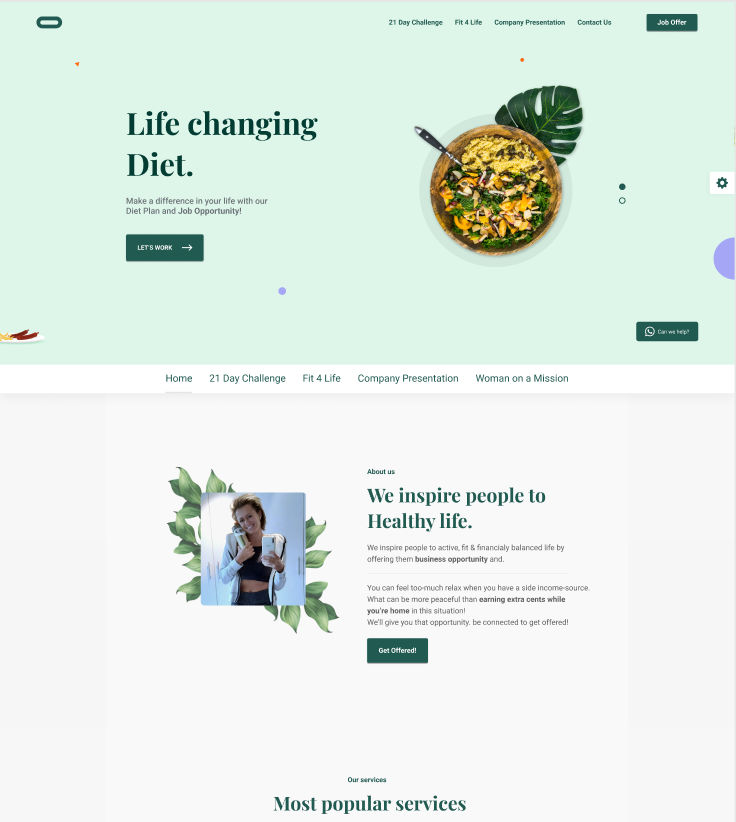 21 Day Challenge Fit 4 Life Company Presentation Contact Us Job Offer
Life changing
Diet.
Make a difference in your life with our
Diet Plan and Job Opportunity!
LET'S WORK
Can we help?
Home 21 Day Challenge Fit 4 Life Company Presentation Woman on a Mission
About us
We inspire people to
Healthy life.
We inspire people to active, fit & financialy balanced life by
offering them business opportunity and.
You can feel too-much relax when you have a side income-source.
What can be more peaceful than earning extra cents while
you're home in this situation!
We'll give you that opportunity. be connected to get offered!
Get Offered!
Our services
Most popular services